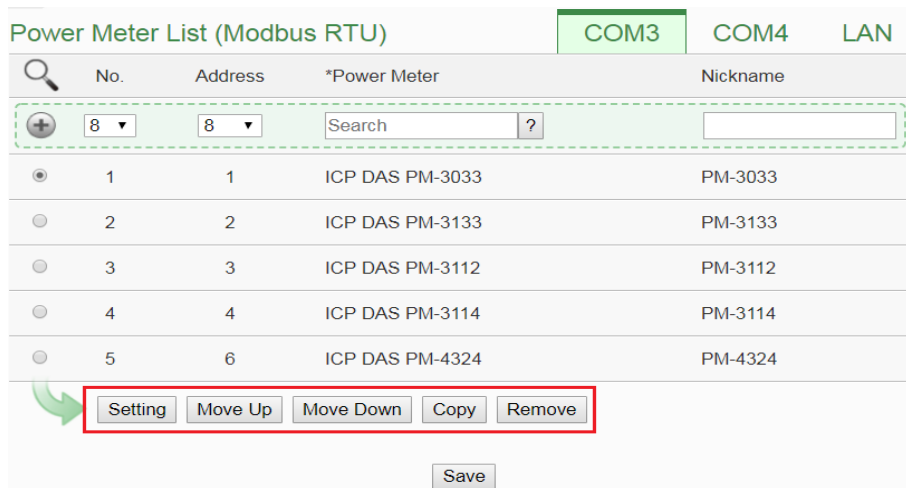 Power Meter List (Modbus RTU) COM3 COM4 LAN
No. Address *Power Meter Nickname
8 8 Search ?
1 1 ICP DAS PM-3033 PM-3033
2 2 ICP DAS PM-3133 PM-3133
3 3 ICP DAS PM-3112 PM-3112
4 4 ICP DAS PM-3114 PM-3114
5 6 ICP DAS PM-4324 PM-4324
Setting Move Up Move Down Copy Remove
Save